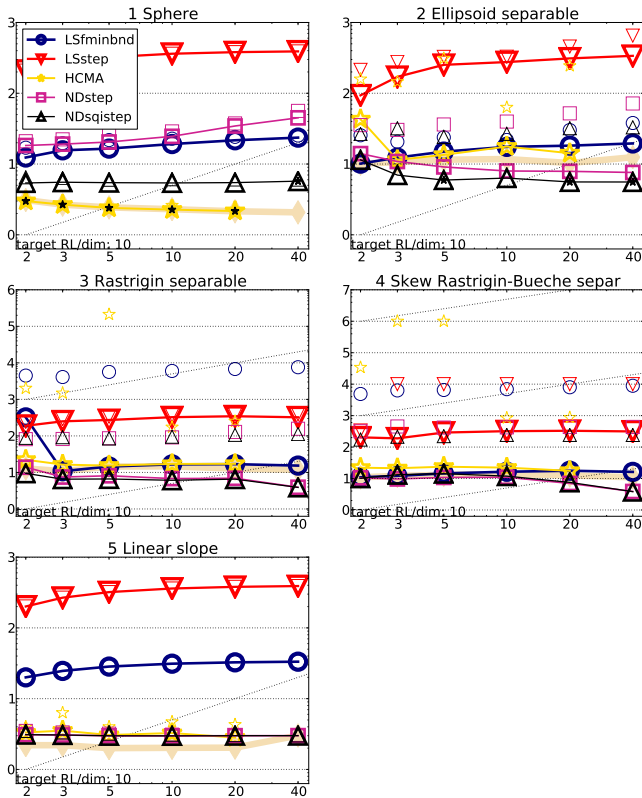 1 Sphere
3
2
1
0
LSfminbnd
LSstep
HCMA
NDstep
NDsqistep
target RL/dim: 10
2 3 5 10 20 40
2 Ellipsoid separable
3
2
1
0
target RL/dim: 10
2 3 5 10 20 40
3 Rastrigin separable
6
5
4
3
2
1
0
target RL/dim: 10
2 3 5 10 20 40
4 Skew Rastrigin-Bueche separ
7
6
5
4
3
2
1
0
target RL/dim: 10
2 3 5 10 20 40
5 Linear slope
3
2
1
0
target RL/dim: 10
2 3 5 10 20 40